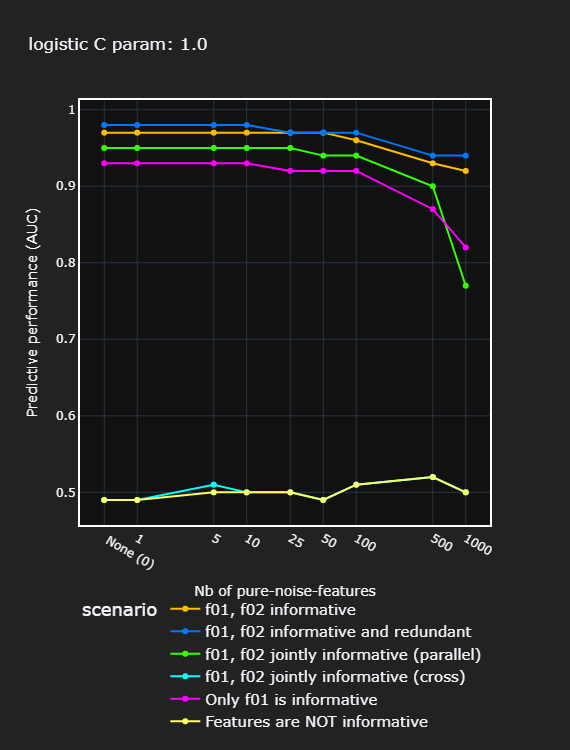 logistic C param: 1.0
1
0.9
0.8
0.7
0.6
0.5
Predictive performance (AUC)
None (0) 1 5 10 25 50 100 500 1000
Nb of pure-noise-features
scenario
f01, f02 informative
f01, f02 informative and redundant
f01, f02 jointly informative (parallel)
f01, f02 jointly informative (cross)
Only f01 is informative
Features are NOT informative